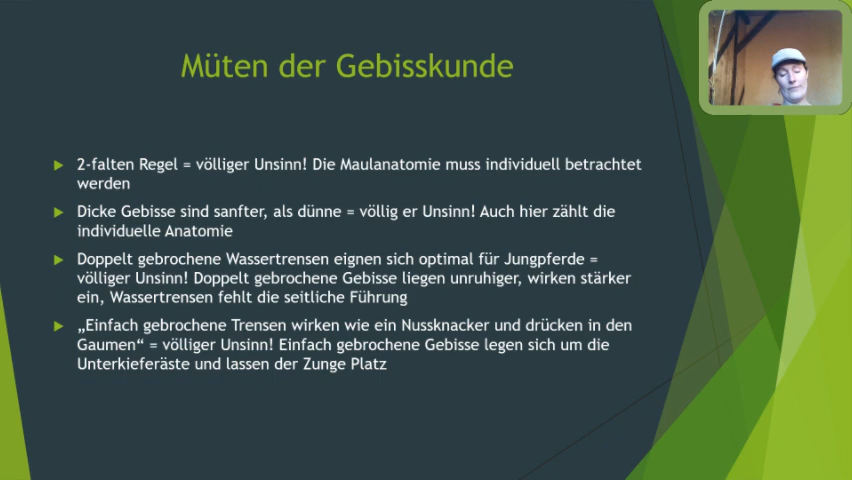 Müten der Gebisskunde
2-falten Regel = völliger Unsinn! Die Maulanatomie muss individuell betrachtet
werden
Dicke Gebisse sind sanfter, als dünne = völlig er Unsinn! Auch hier zählt die
individuelle Anatomie
Doppelt gebrochene Wassertrensen eignen sich optimal für Jungpferde =
völliger Unsinn! Doppelt gebrochene Gebisse liegen unruhiger, wirken stärker
ein, Wassertrensen fehlt die seitliche Führung
„Einfach gebrochene Trensen wirken wie ein Nussknacker und drücken in den
Gaumen“ = völliger Unsinn! Einfach gebrochene Gebisse legen sich um die
Unterkieferäste und lassen der Zunge Platz